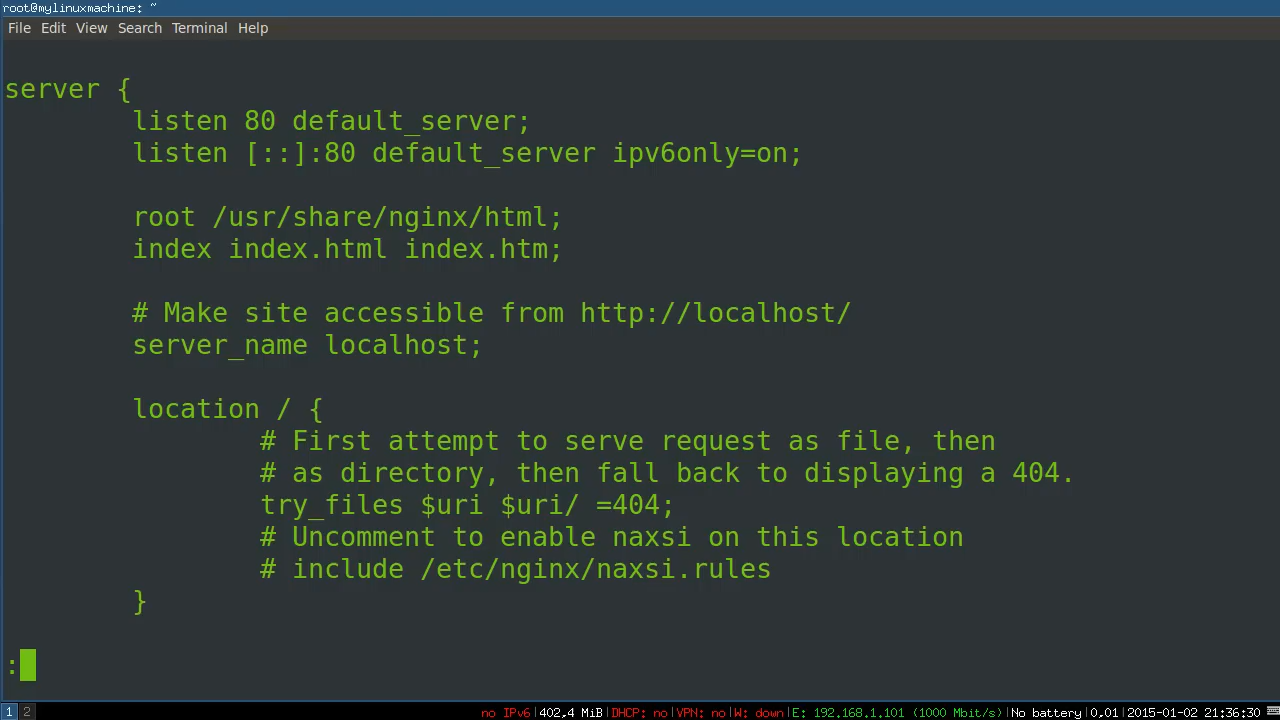 root@mylinuxmachine: ~
File Edit View Search Terminal Help
server {
listen 80 default_server;
listen [::]:80 default_server ipv6only=on;
root /usr/share/nginx/html;
index index.html index.htm;
# Make site accessible from http://localhost/
server_name localhost;
location / {
# First attempt to serve request as file, then
# as directory, then fall back to displaying a 404.
try_files $uri $uri/ =404;
# Uncomment to enable naxsi on this location
# include /etc/nginx/naxsi.rules
}
:
1 2 no IPv6|402,4 MiB|DHCP: no|VPN: no|W: down|E: 192.168.1.101 (1000 Mbit/s)|No battery|0,01|2015-01-02 21:36:30